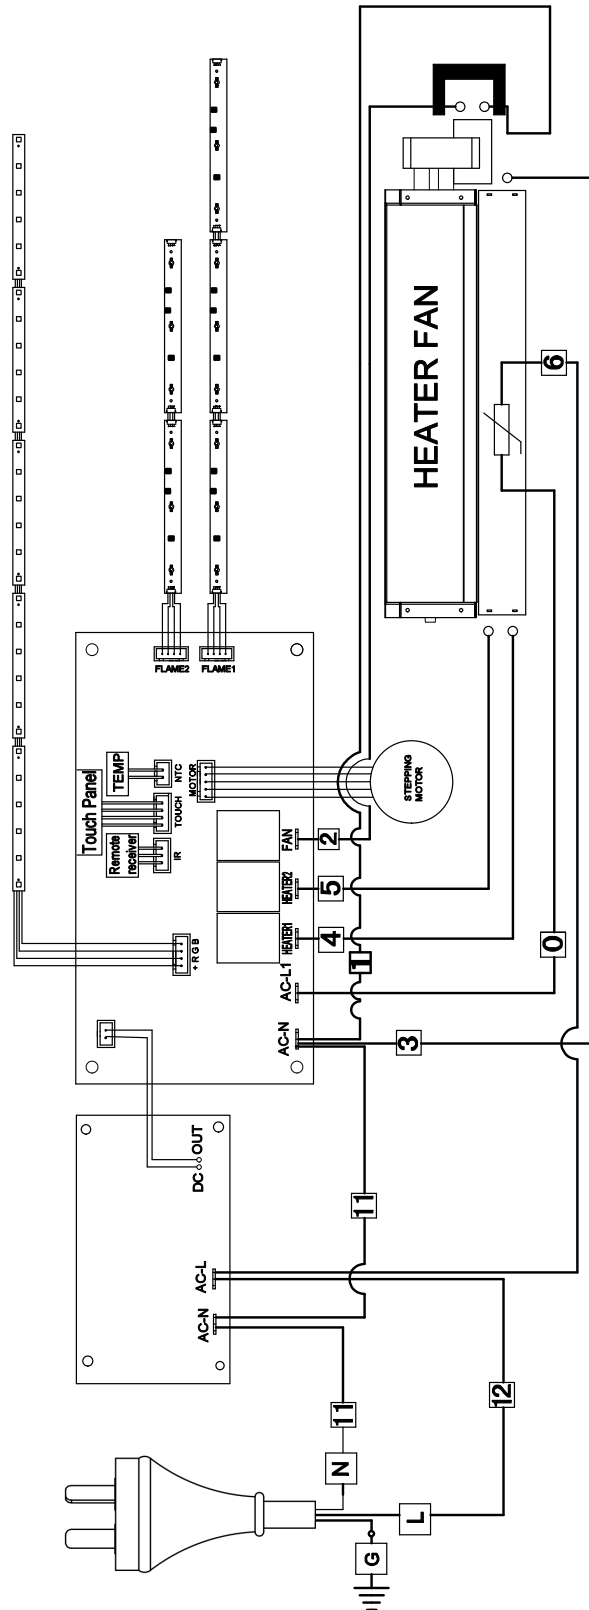 HEATER FAN
6
FLAME2
FLAME1
TEMP
NTC
MOTOR
STEPPING
MOTOR
Touch Panel
TOUCH
Remote
receiver
IR
FAN
2
HEATER2
5
HEATER1
4
+ R G B
AC-L1
1
0
AC-N
3
DC OUT
11
AC-L
AC-N
12
11
N
L
G